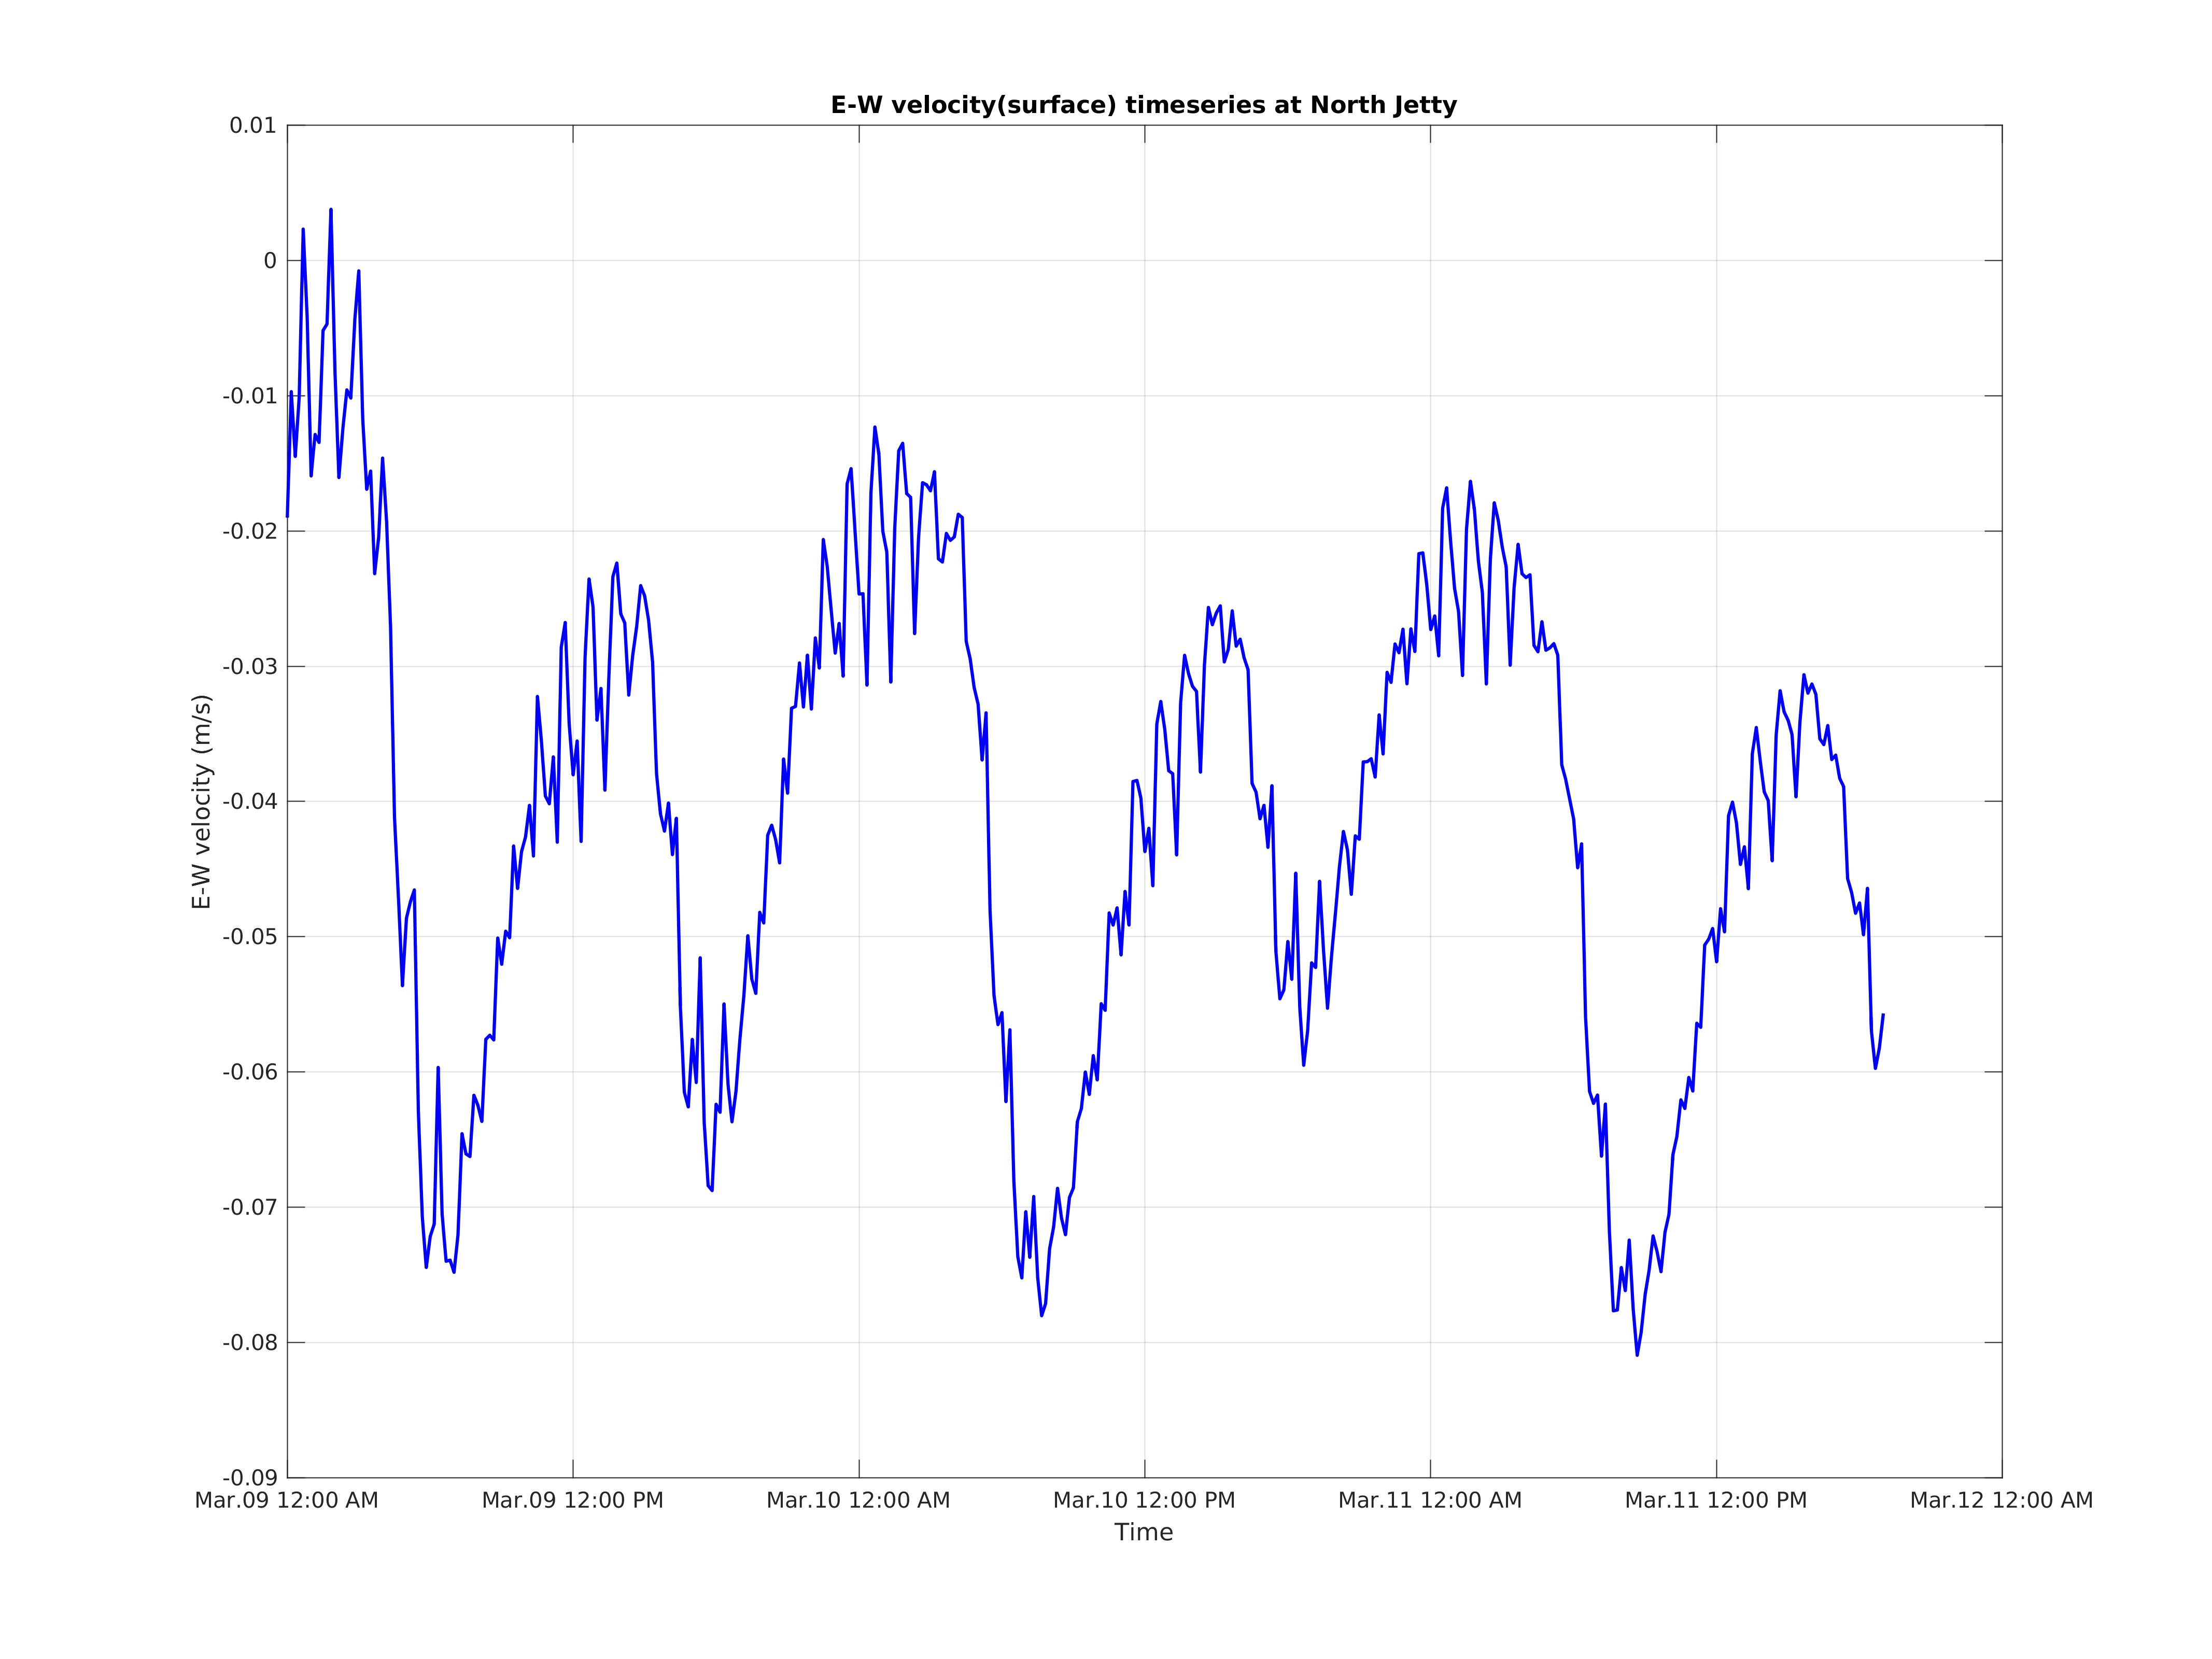 E-W velocity(surface) timeseries at North Jetty
0.01
0
-0.01
-0.02
-0.03
-0.04
-0.05
-0.06
-0.07
-0.08
-0.09
E-W velocity (m/s)
Mar.09 12:00 AM Mar.09 12:00 PM Mar.10 12:00 AM Mar.10 12:00 PM Mar.11 12:00 AM Mar.11 12:00 PM Mar.12 12:00 AM
Time